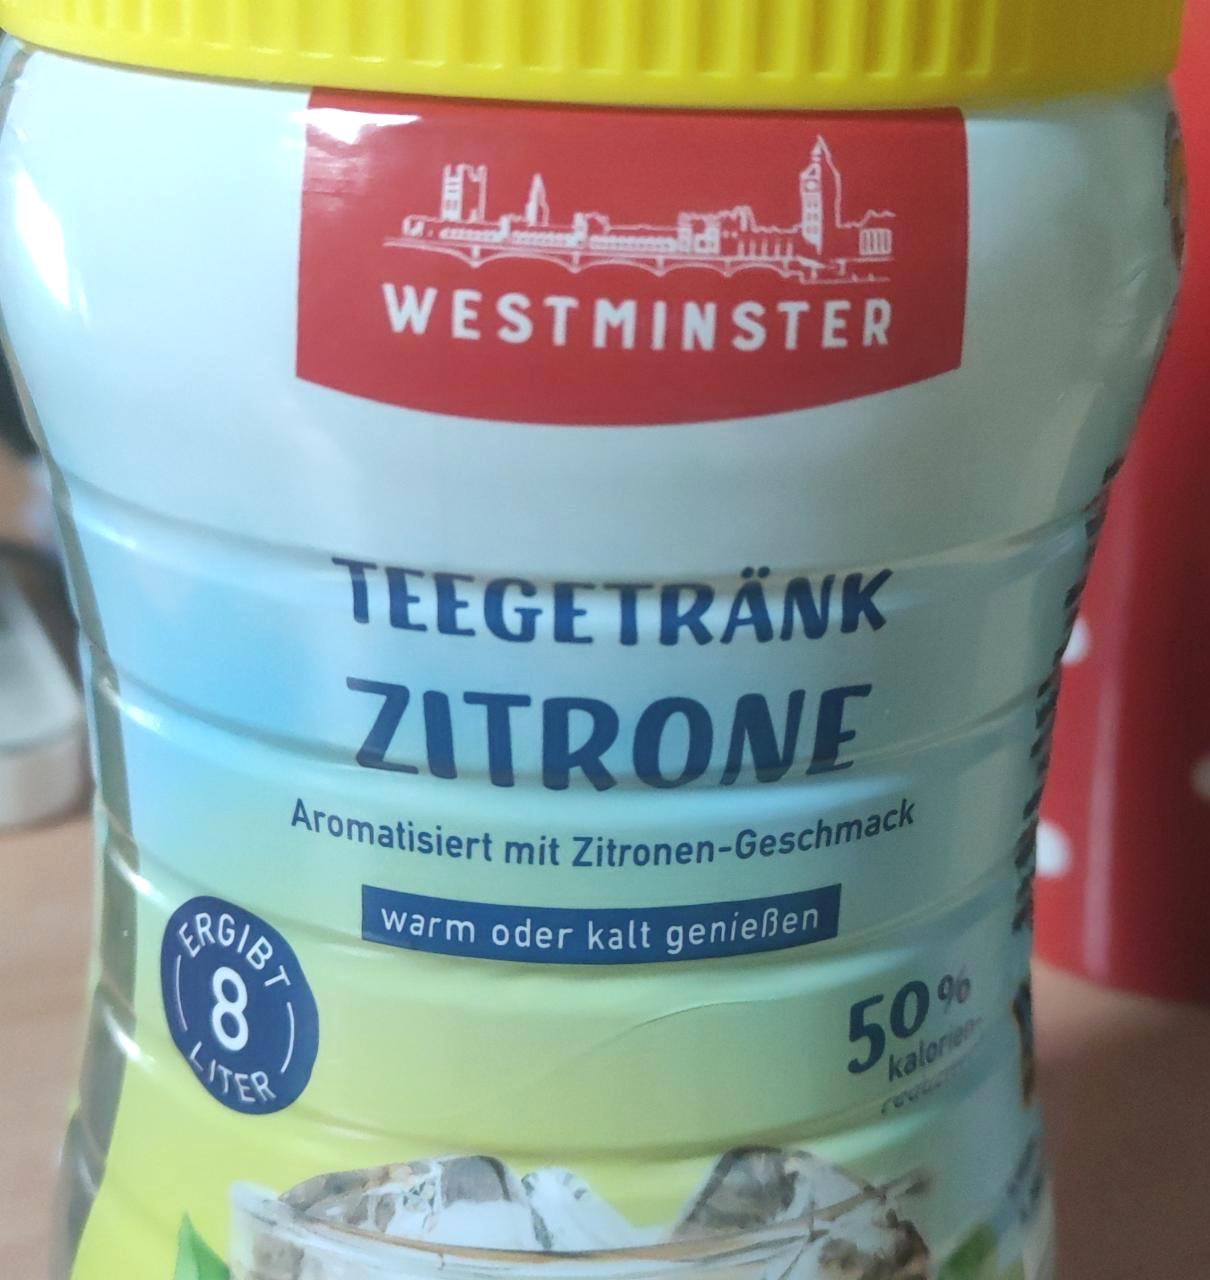 WESTMINSTER
TEEGETRÄNK
ZITRONE
Aromatisiert mit Zitronen-Geschmack
warm oder kalt genießen
ERGIBT
8
LITER
50%
kalorien-